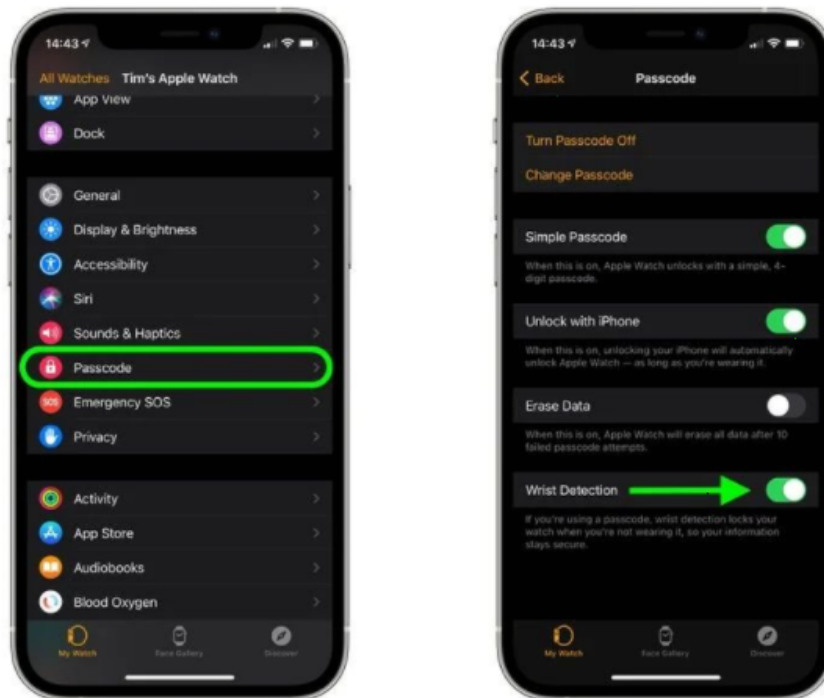 14:43
All Watches Tim's Apple Watch
App View
Dock
General
Display & Brightness
Accessibility
Siri
Sounds & Haptics
Passcode
SOS
Emergency SOS
Privacy
Activity
App Store
Audiobooks
Blood Oxygen
My Watch Face Gallery Discover
14:43
Back Passcode
Turn Passcode Off
Change Passcode
Simple Passcode
When this is on, Apple Watch unlocks with a simple, 4-
digit passcode.
Unlock with iPhone
When this is on, unlocking your iPhone will automatically
unlock Apple Watch — as long as you're wearing it.
Erase Data
When this is on, Apple Watch will erase all data after 10
failed passcode attempts.
Wrist Detection
If you're using a passcode, wrist detection locks your
watch when you're not wearing it, so your information
stays secure.
My Watch Face Gallery Discover